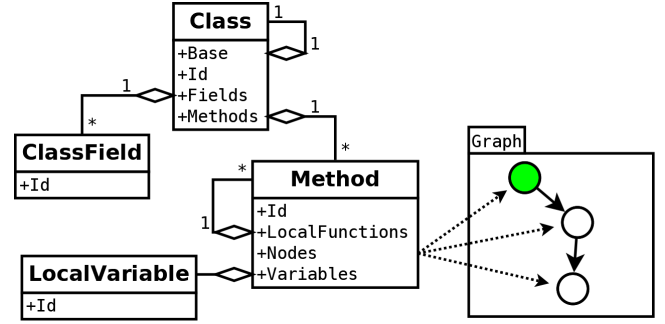 Class
+Base
+Id
+Fields
+Methods
1
1
1
*
1
*
ClassField
+Id
Method
+Id
+LocalFunctions
+Nodes
+Variables
*
1
LocalVariable
+Id
Graph